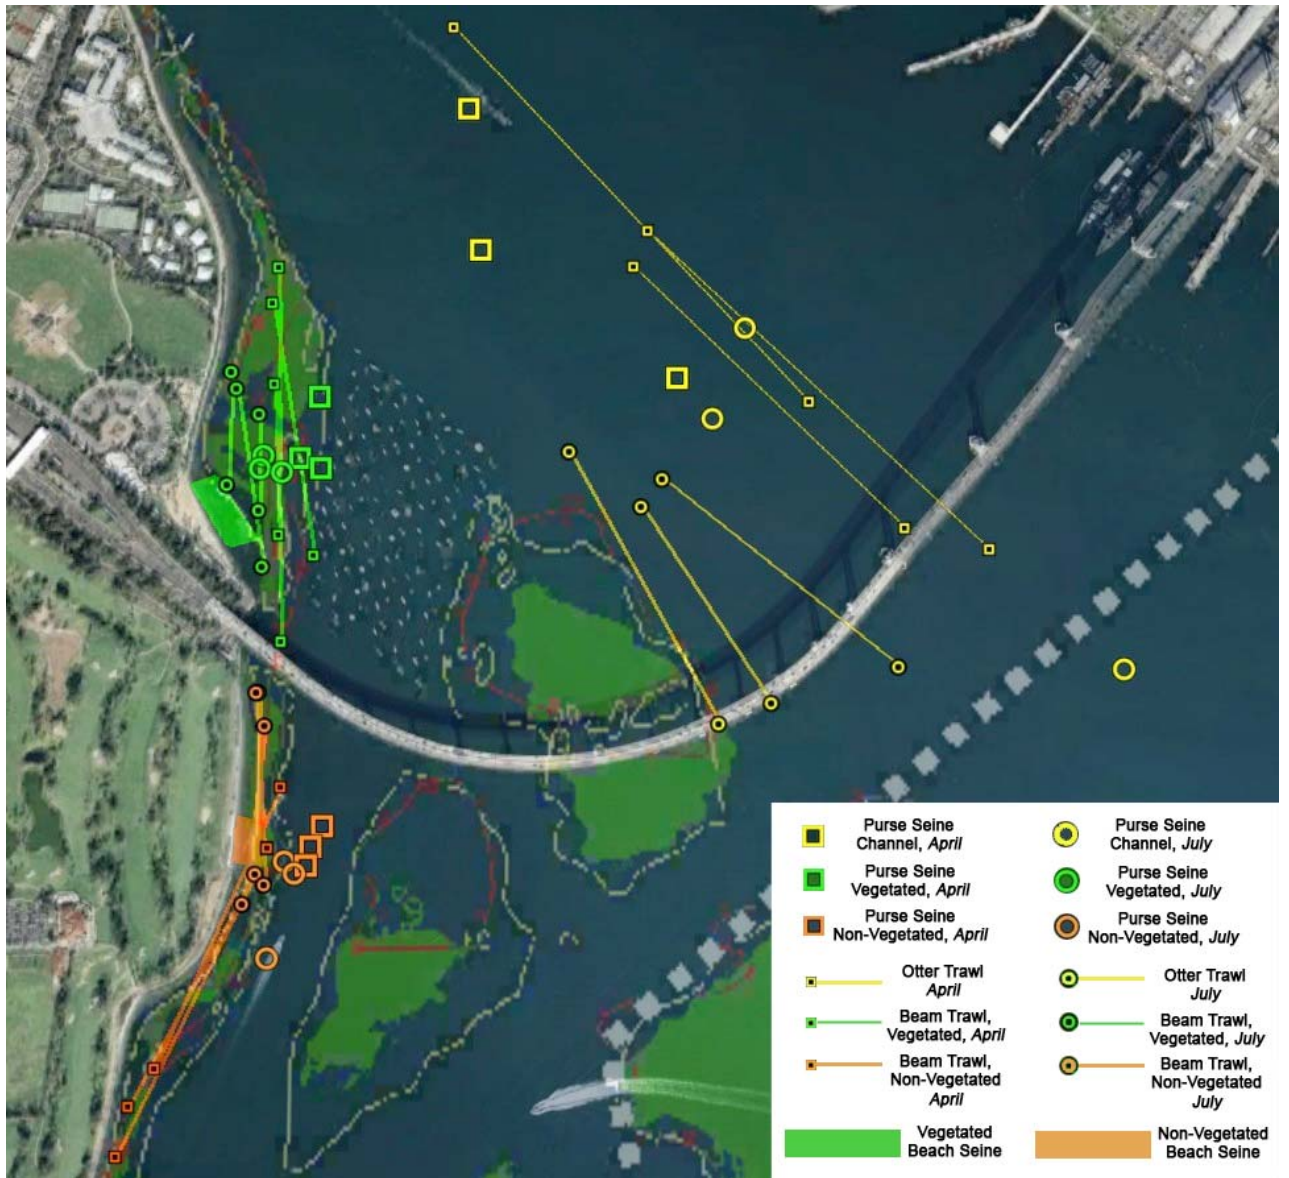 Purse Seine
Channel, April
Purse Seine
Channel, July
Purse Seine
Vegetated, April
Purse Seine
Vegetated, July
Purse Seine
Non-Vegetated, April
Purse Seine
Non-Vegetated, July
Otter Trawl
April
Otter Trawl
July
Beam Trawl,
Vegetated, April
Beam Trawl,
Vegetated, July
Beam Trawl,
Non-Vegetated
April
Beam Trawl,
Non-Vegetated
July
Vegetated
Beach Seine
Non-Vegetated
Beach Seine